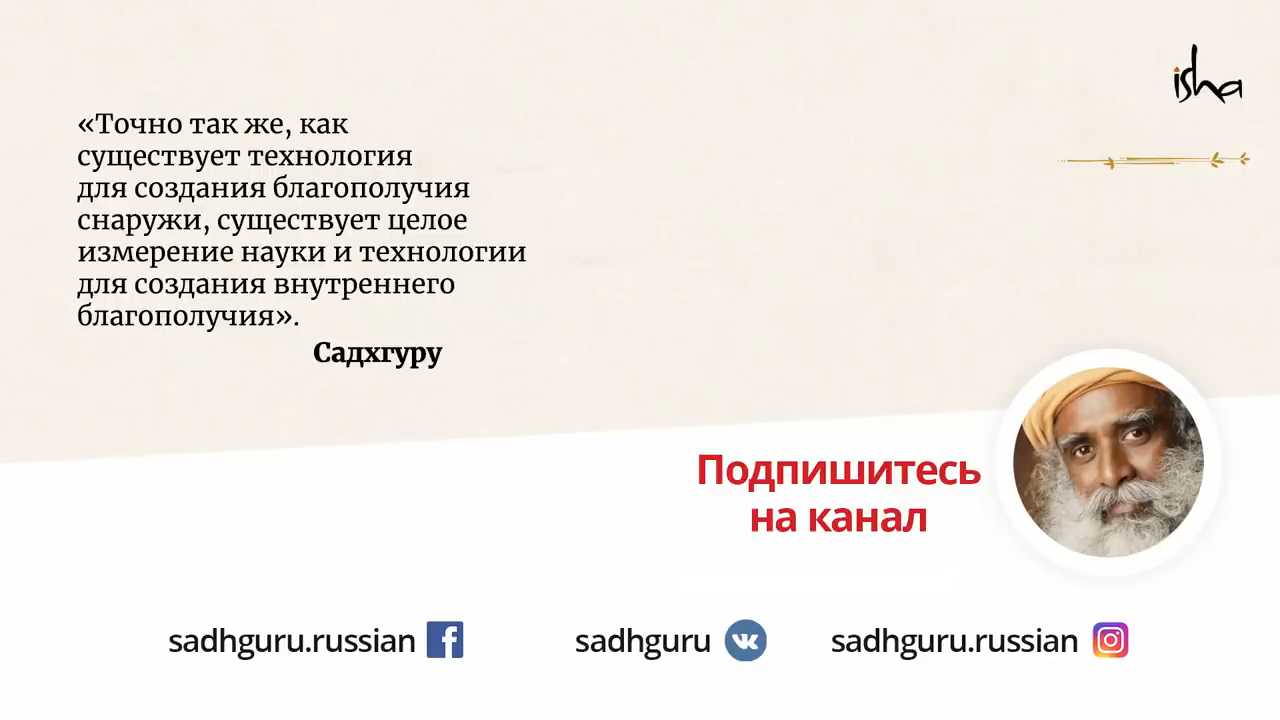 isha
«Точно так же, как
существует технология
для создания благополучия
снаружи, существует целое
измерение науки и технологии
для создания внутреннего
благополучия».
Садхгуру
Подпишитесь
на канал
sadhguru.russian
sadhguru
sadhguru.russian